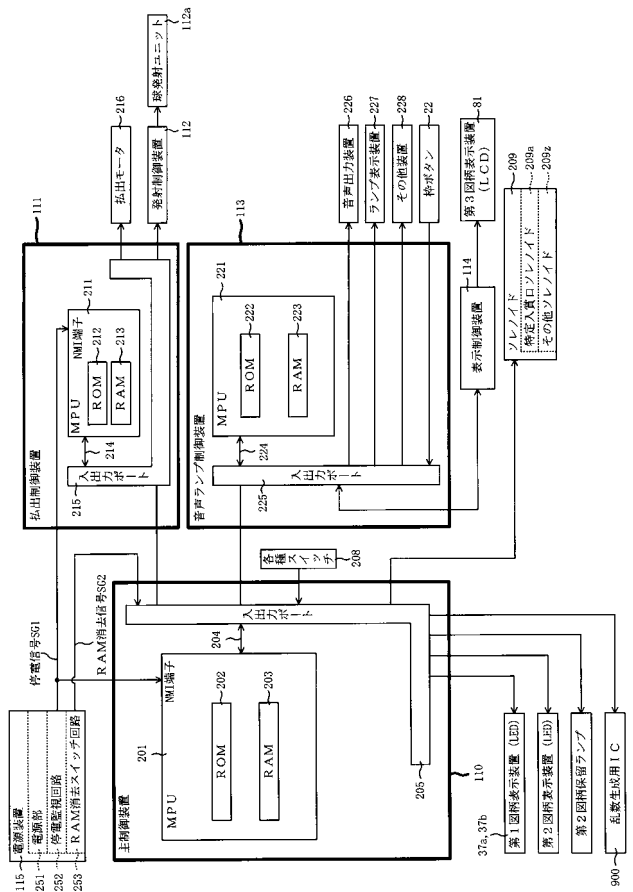 115
電源装置
251
電源部
252
停電監視回路
253
RAM消去スイッチ回路
停電信号SG1
RAM消去信号SG2
111
払出制御装置
211
MPU
NMI端子
ROM
212
RAM
213
214
215
入出力ポート
払出モータ
216
発射制御装置
112
球発射ユニット
112a
113
音声ランプ制御装置
221
MPU
ROM
222
RAM
223
224
225
入出力ポート
音声出力装置
226
ランプ表示装置
227
その他装置
228
枠ボタン
22
表示制御装置
114
第3図柄表示装置
(LCD)
81
ソレノイド
209
特定入賞口ソレノイド
209a
その他ソレノイド
209z
主制御装置
110
201
MPU
NMI端子
ROM
202
RAM
203
204
205
入出力ポート
各種スイッチ
208
37a, 37b
第1図柄表示装置(LED)
第2図柄表示装置(LED)
第2図柄保留ランプ
900
乱数生成用IC